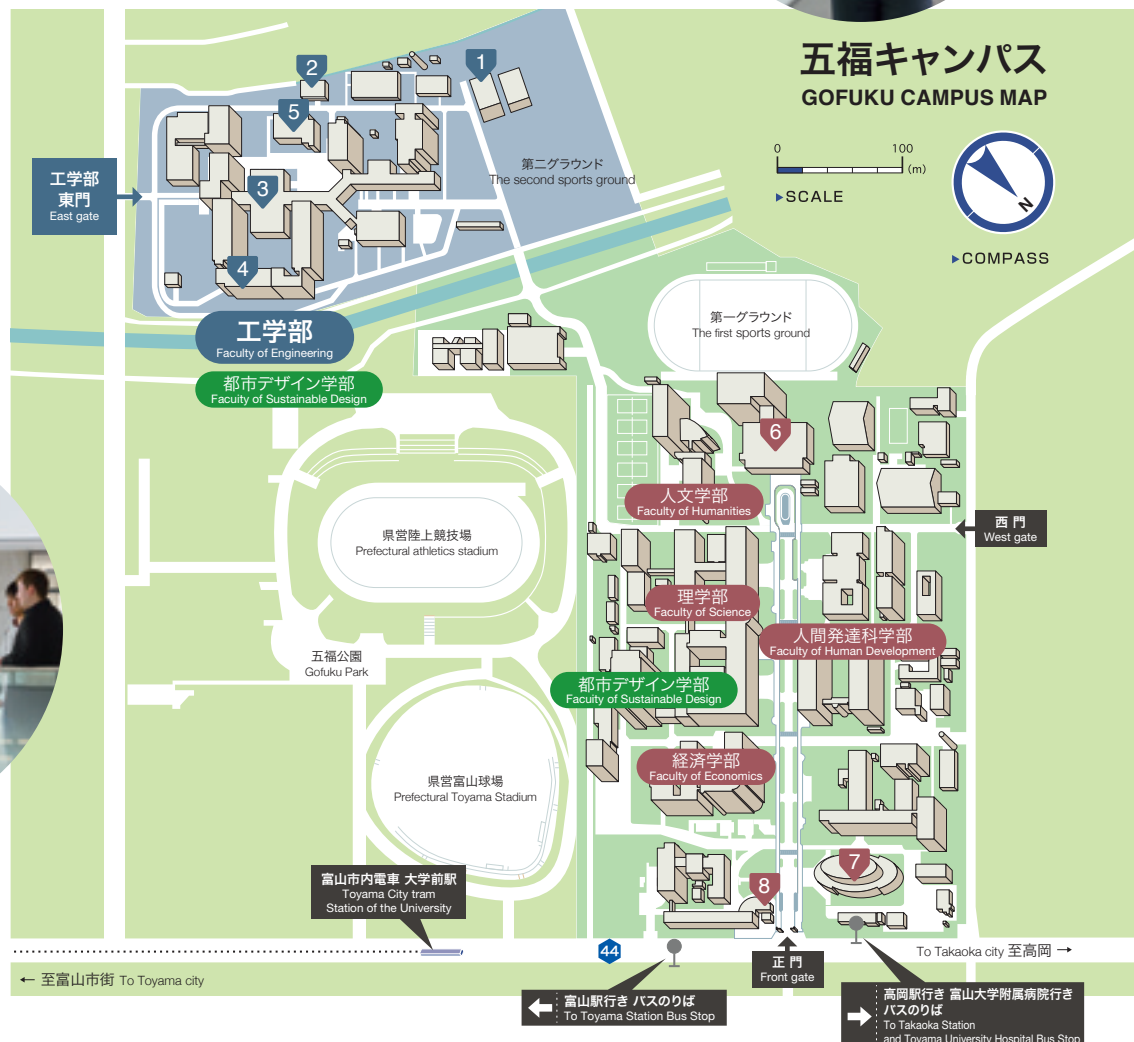 五福キャンパス
GOFUKU CAMPUS MAP
0 100
(m)
SCALE
N
COMPASS
1
2
5
3
4
第二グラウンド
The second sports ground
工学部
東門
East gate
工学部
Faculty of Engineering
都市デザイン学部
Faculty of Sustainable Design
第一グラウンド
The first sports ground
6
人文学部
Faculty of Humanities
西門
West gate
県営陸上競技場
Prefectural athletics stadium
理学部
Faculty of Science
人間発達科学部
Faculty of Human Development
五福公園
Gofuku Park
都市デザイン学部
Faculty of Sustainable Design
経済学部
Faculty of Economics
県営富山球場
Prefectural Toyama Stadium
7
8
富山市内電車 大学前駅
Toyama City tram
Station of the University
44
To Takaoka city 至高岡 →
正門
Front gate
← 至富山市街 To Toyama city
富山駅行き バスのりば
To Toyama Station Bus Stop
高岡駅行き 富山大学附属病院行き
バスのりば
To Takaoka Station
and Toyama University Hospital Bus Stop